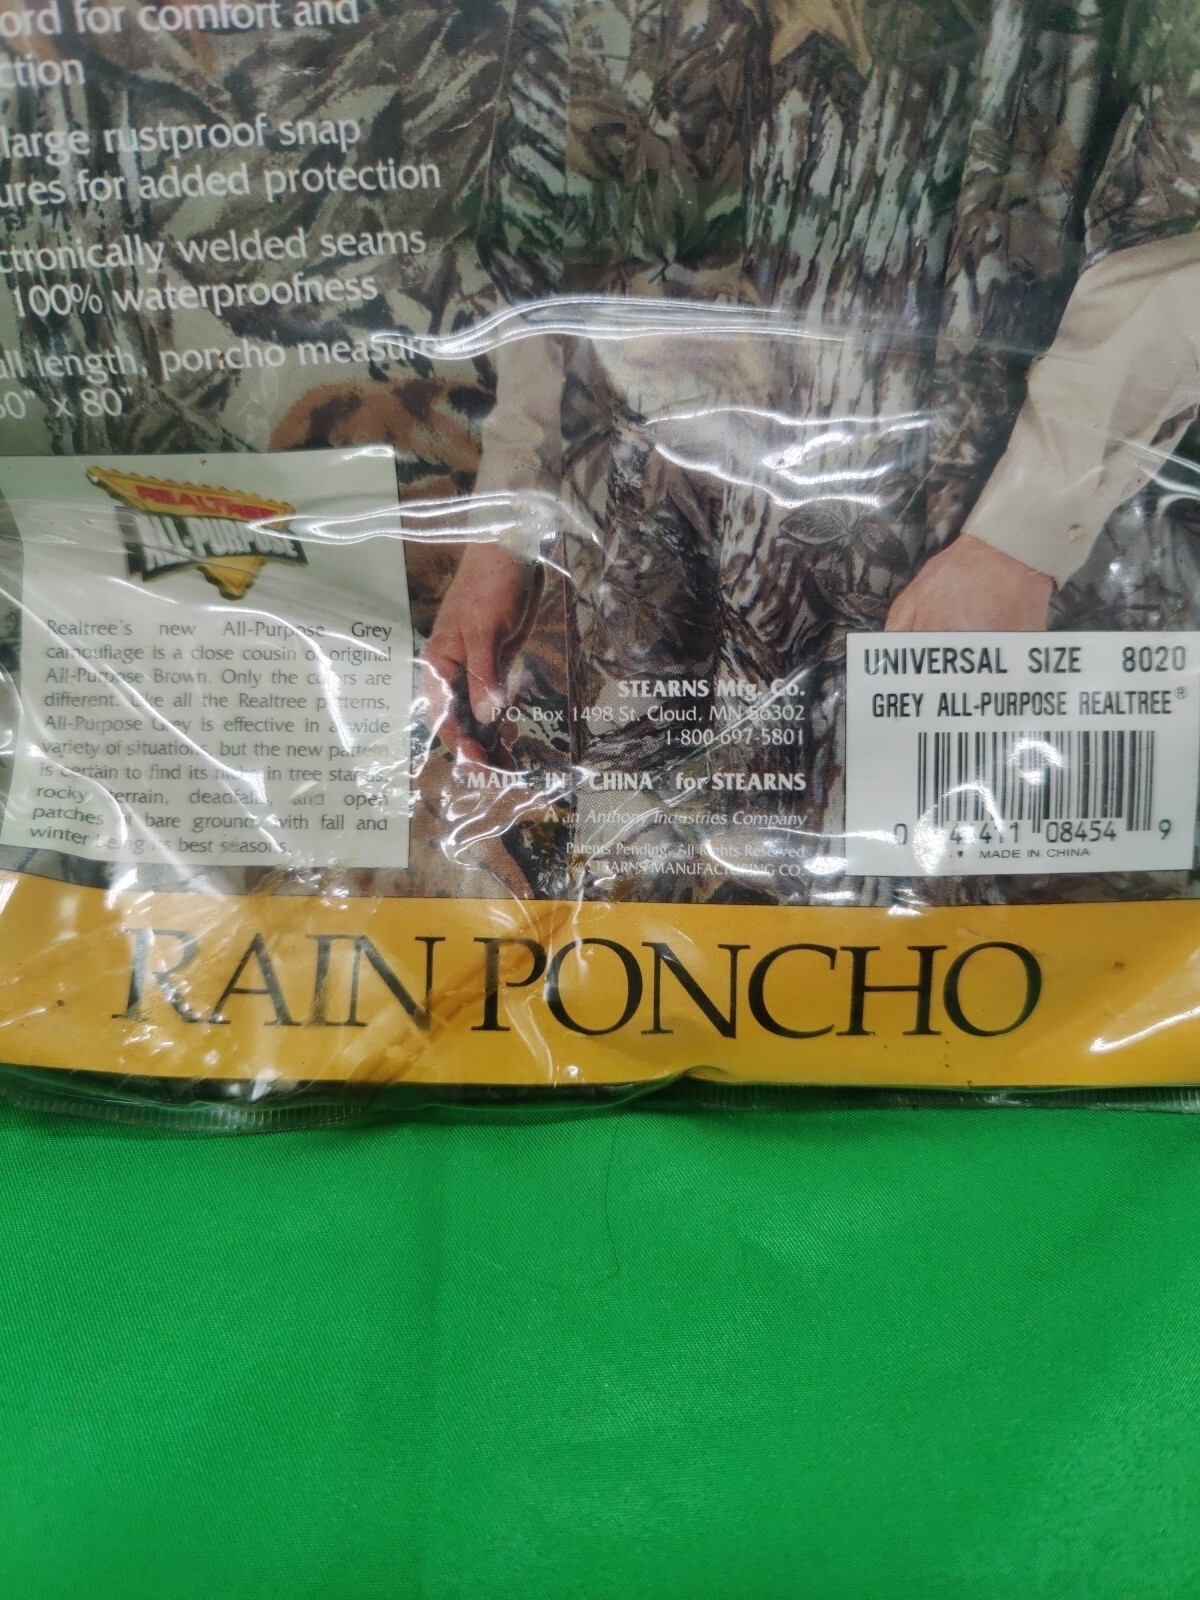 ord for comfort and
ction
large rustproof snap
ures for added protection
ctronically welded seams
100% waterproofness
all length, poncho measur
0" x 80"
REALTREE
ALL-PURPOSE
Realtree's new All-Purpose Grey
camouflage is a close cousin of original
All-Purpose Brown. Only the colors are
different. Like all the Realtree patterns,
All-Purpose Grey is effective in a wide
variety of situations, but the new pattern
is certain to find its niche in tree stands,
rocky terrain, deadfalls, and open
patches of bare ground with fall and
winter being its best seasons.
STEARNS Mfg. Co.
P.O. Box 1498 St. Cloud, MN 56302
1-800-697-5801
MADE IN CHINA for STEARNS
an Anthony Industries Company
Patents Pending. All Rights Reserved
STEARNS MANUFACTURING CO.
UNIVERSAL SIZE 8020
GREY ALL-PURPOSE REALTREE®
0 43411 08454 9
MADE IN CHINA
RAIN PONCHO